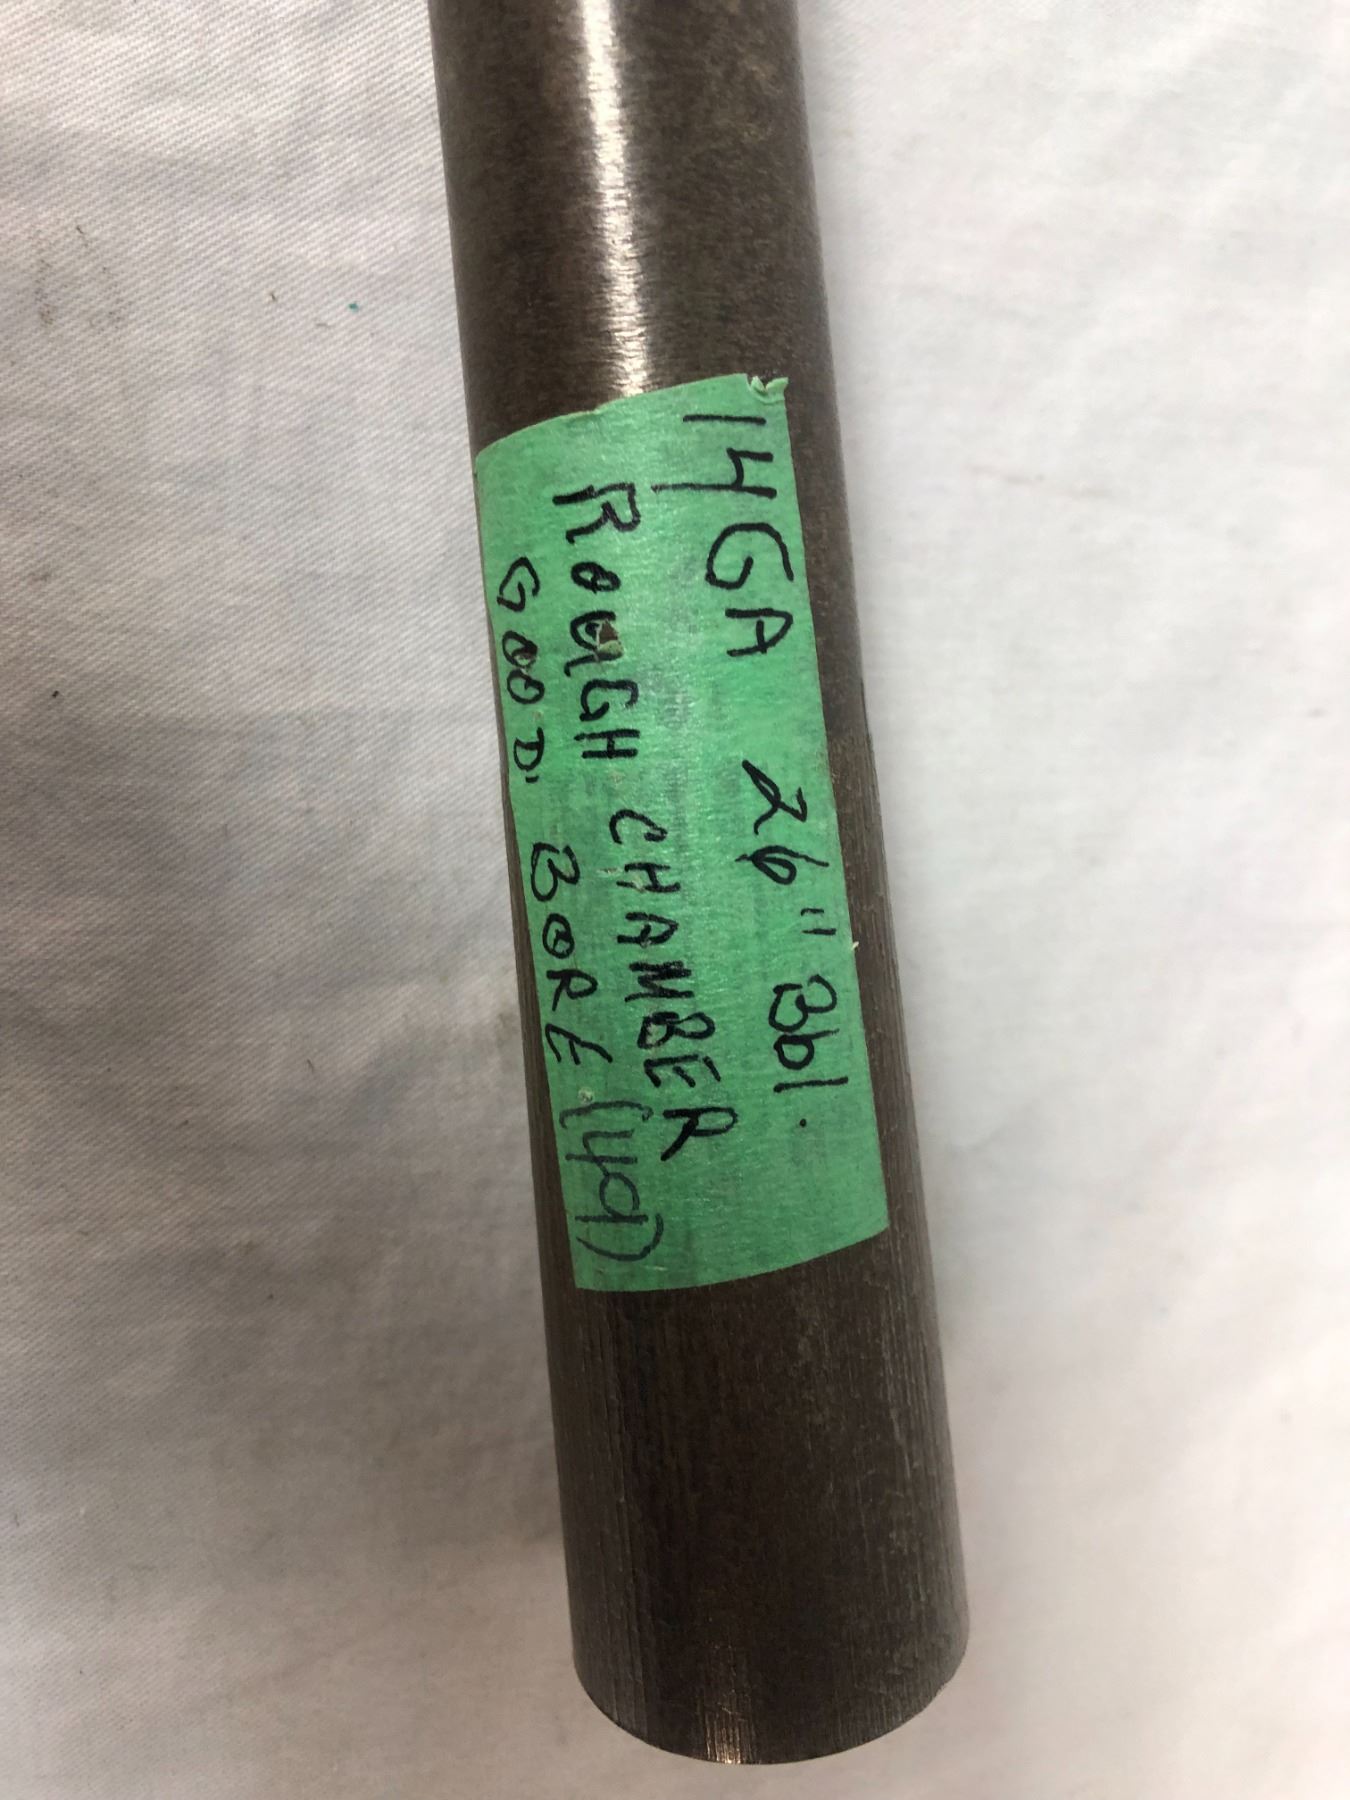 14GA 26" Bbl.
ROUGH CHAMBER
GOOD BORE (49)